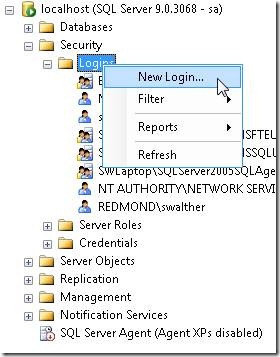 localhost (SQL Server 9.0.3068 - sa)
Databases
Security
Logins
New Login...
Filter
Reports
Refresh
SWLaptop\SQLServer2005SQLAge
NT AUTHORITY\NETWORK SERVI
REDMOND\swalther
Server Roles
Credentials
Server Objects
Replication
Management
Notification Services
SQL Server Agent (Agent XPs disabled)